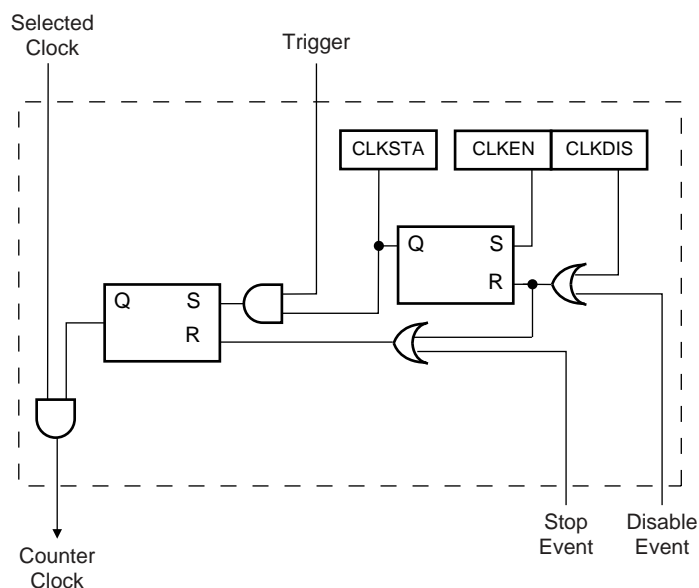 Selected
Clock
Trigger
CLKSTA
CLKEN
CLKDIS
Q
S
R
Q
S
R
Stop
Event
Disable
Event
Counter
Clock